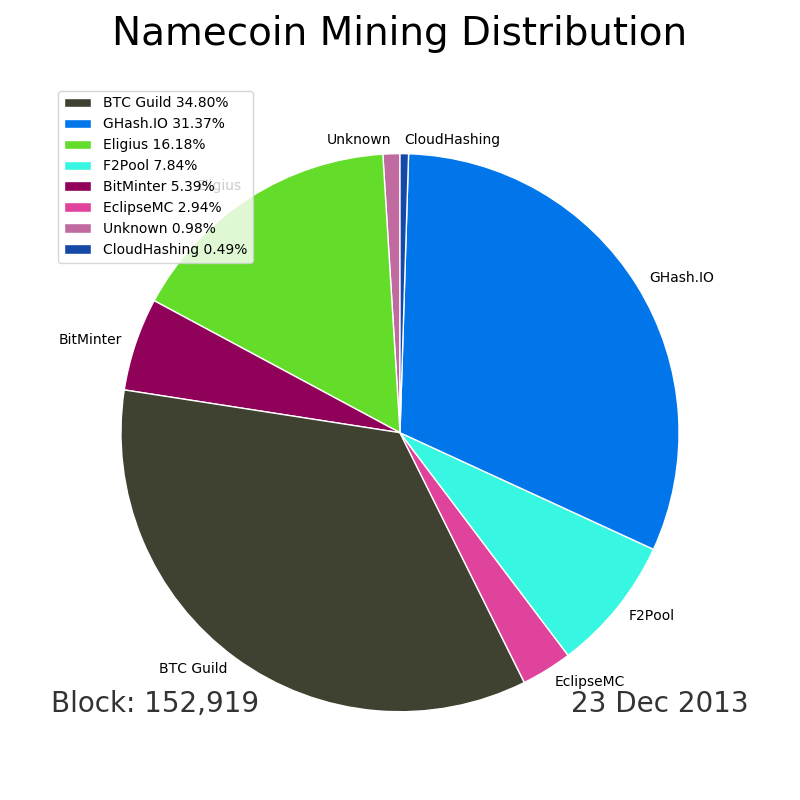 Namecoin Mining Distribution
BTC Guild 34.80%
GHash.IO 31.37%
Eligius 16.18%
F2Pool 7.84%
BitMinter 5.39%
EclipseMC 2.94%
Unknown 0.98%
CloudHashing 0.49%
Unknown
CloudHashing
Eligius
GHash.IO
BitMinter
F2Pool
BTC Guild
EclipseMC
Block: 152,919
23 Dec 2013